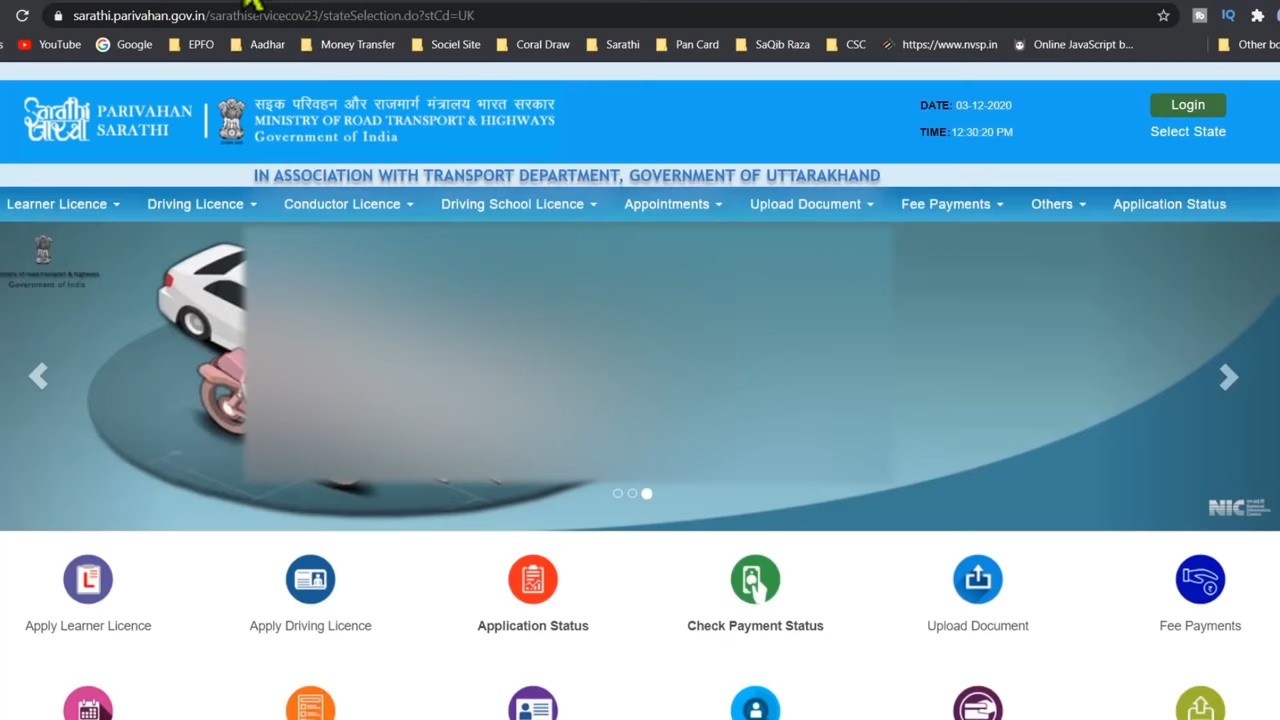 sarathi.parivahan.gov.in/sarathiservicecov23/stateSelection.do?stCd=UK
YouTube Google EPFO Aadhar Money Transfer Sociel Site Coral Draw Sarathi Pan Card SaQib Raza CSC https://www.nvsp.in Online JavaScript b... Other bo
Sarathi सारथी PARIVAHAN SARATHI
सड़क परिवहन और राजमार्ग मंत्रालय भारत सरकार
MINISTRY OF ROAD TRANSPORT & HIGHWAYS
Government of India
DATE: 03-12-2020
TIME:12:30:20 PM
Login
Select State
IN ASSOCIATION WITH TRANSPORT DEPARTMENT, GOVERNMENT OF UTTARAKHAND
Learner Licence Driving Licence Conductor Licence Driving School Licence Appointments Upload Document Fee Payments Others Application Status
Government of India
NIC
Apply Learner Licence Apply Driving Licence Application Status Check Payment Status Upload Document Fee Payments